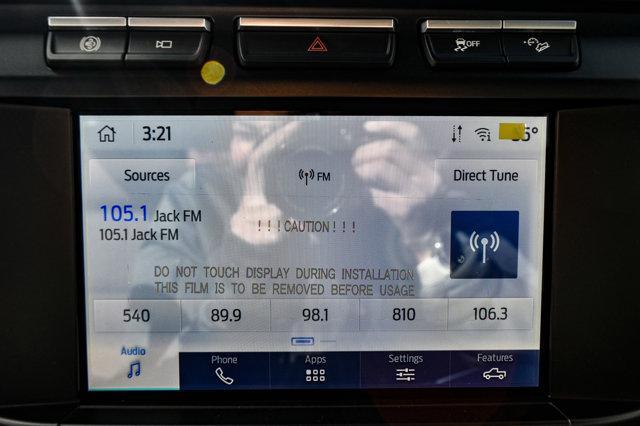 OFF
3:21
5°
Sources
FM
Direct Tune
105.1 Jack FM
105.1 Jack FM
!!!CAUTION!!!
DO NOT TOUCH DISPLAY DURING INSTALLATION
THIS FILM IS TO BE REMOVED BEFORE USAGE
540 89.9 98.1 810 106.3
Audio Phone Apps Settings Features